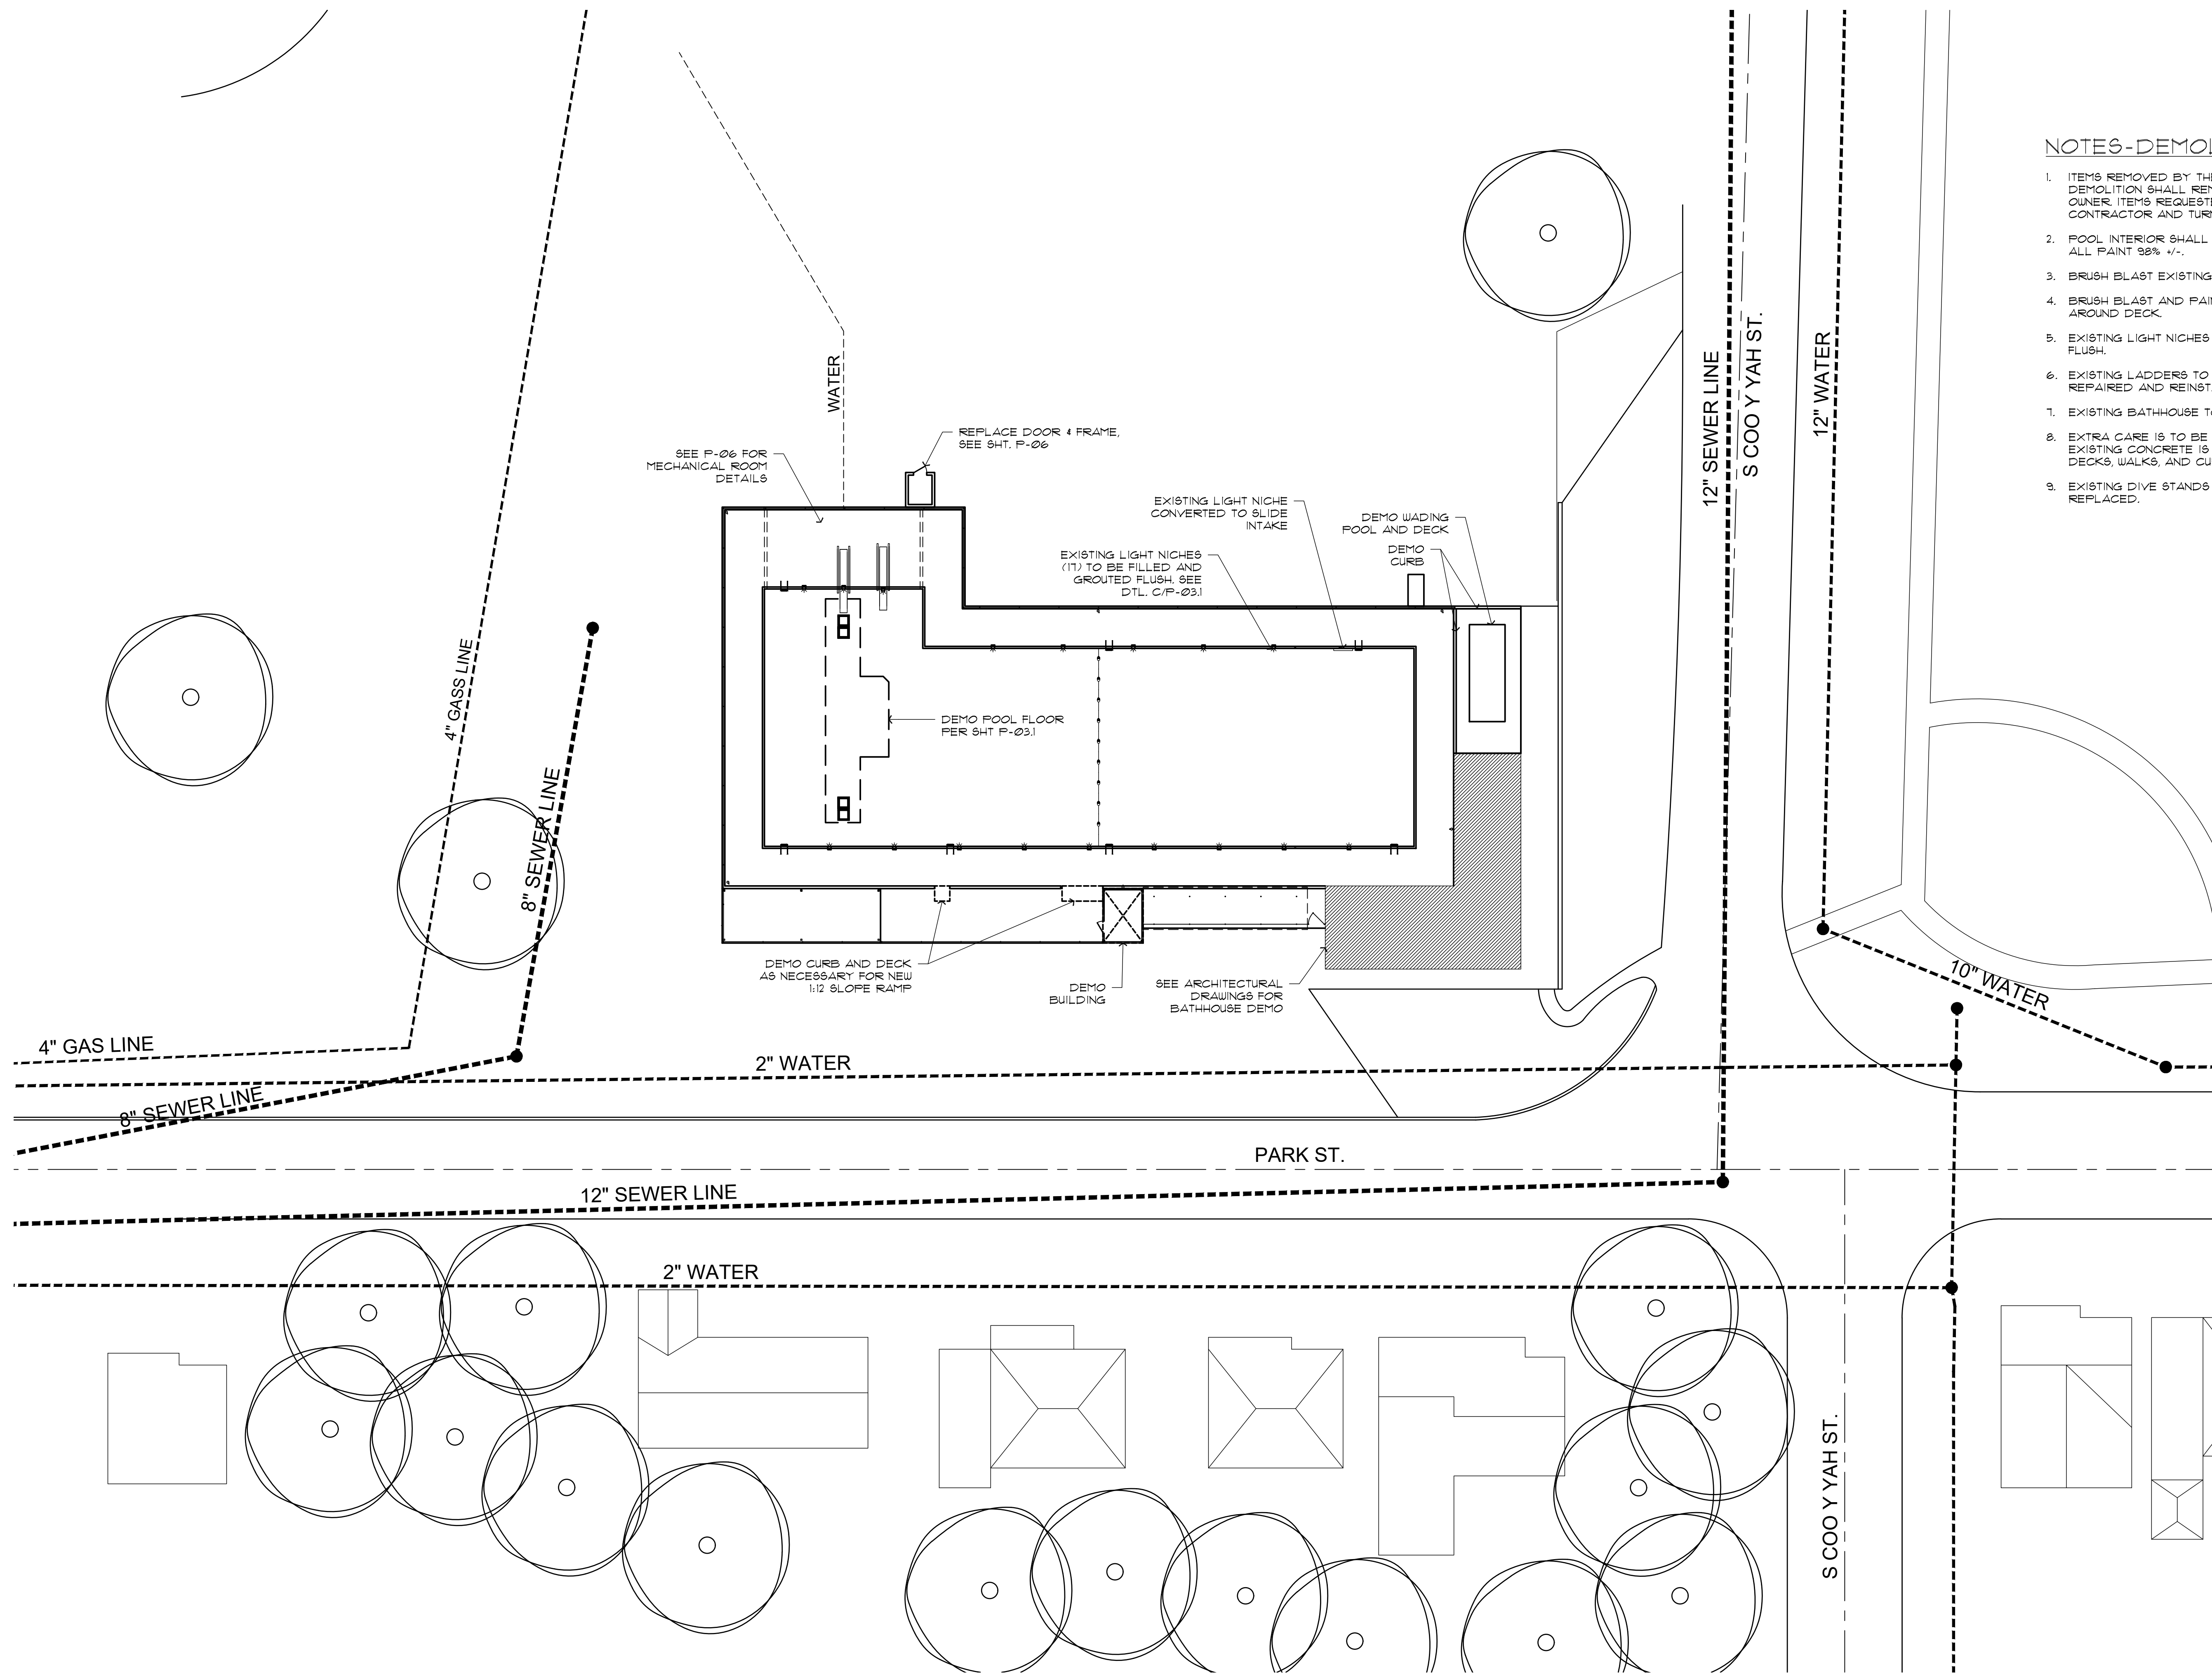 NOTES-DEMOL
1. ITEMS REMOVED BY THE
DEMOLITION SHALL REM
OWNER. ITEMS REQUESTE
CONTRACTOR AND TURN
2. POOL INTERIOR SHALL
ALL PAINT 98% +/-.
3. BRUSH BLAST EXISTING
4. BRUSH BLAST AND PAIN
AROUND DECK.
5. EXISTING LIGHT NICHES
FLUSH.
6. EXISTING LADDERS TO
REPAIRED AND REINST
7. EXISTING BATHHOUSE TO
8. EXTRA CARE IS TO BE
EXISTING CONCRETE IS
DECKS, WALKS, AND CU
9. EXISTING DIVE STANDS
REPLACED.
12" SEWER LINE
S COO Y YAH ST.
12" WATER
WATER
REPLACE DOOR & FRAME,
SEE SHT. P-06
SEE P-06 FOR
MECHANICAL ROOM
DETAILS
EXISTING LIGHT NICHE
CONVERTED TO SLIDE
INTAKE
DEMO WADING
POOL AND DECK
DEMO
CURB
EXISTING LIGHT NICHES
(17) TO BE FILLED AND
GROUTED FLUSH. SEE
DTL. C/P-03.1
4" GASS LINE
DEMO POOL FLOOR
PER SHT P-03.1
8" SEWER LINE
DEMO CURB AND DECK
AS NECESSARY FOR NEW
1:12 SLOPE RAMP
DEMO
BUILDING
SEE ARCHITECTURAL
DRAWINGS FOR
BATHHOUSE DEMO
10" WATER
4" GAS LINE
2" WATER
8" SEWER LINE
PARK ST.
12" SEWER LINE
2" WATER
S COO Y YAH ST.